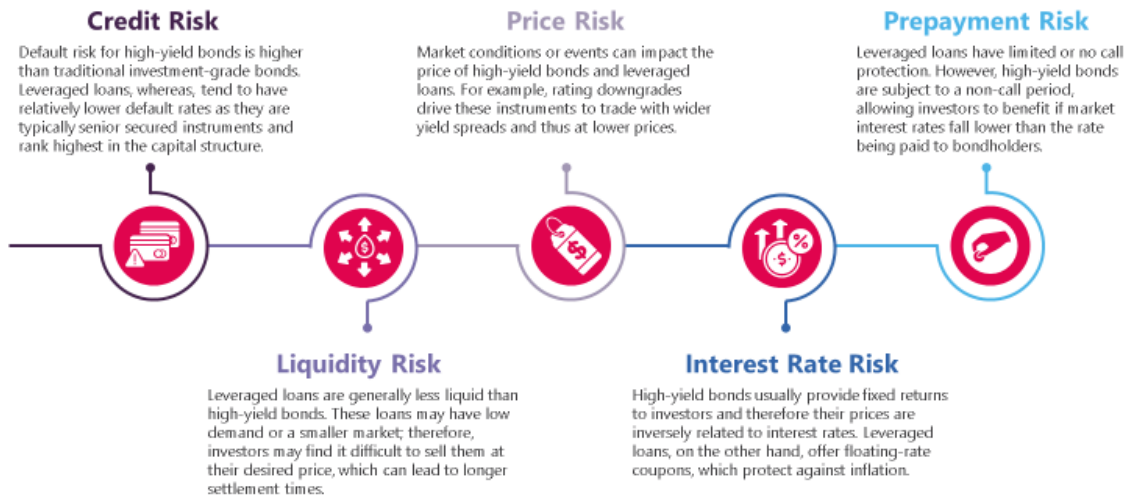 Credit Risk
Default risk for high-yield bonds is higher
than traditional investment-grade bonds.
Leveraged loans, whereas, tend to have
relatively lower default rates as they are
typically senior secured instruments and
rank highest in the capital structure.
Price Risk
Market conditions or events can impact the
price of high-yield bonds and leveraged
loans. For example, rating downgrades
drive these instruments to trade with wider
yield spreads and thus at lower prices.
Prepayment Risk
Leveraged loans have limited or no call
protection. However, high-yield bonds
are subject to a non-call period,
allowing investors to benefit if market
interest rates fall lower than the rate
being paid to bondholders.
$
$
$
%
Liquidity Risk
Leveraged loans are generally less liquid than
high-yield bonds. These loans may have low
demand or a smaller market; therefore,
investors may find it difficult to sell them at
their desired price, which can lead to longer
settlement times.
Interest Rate Risk
High-yield bonds usually provide fixed returns
to investors and therefore their prices are
inversely related to interest rates. Leveraged
loans, on the other hand, offer floating-rate
coupons, which protect against inflation.